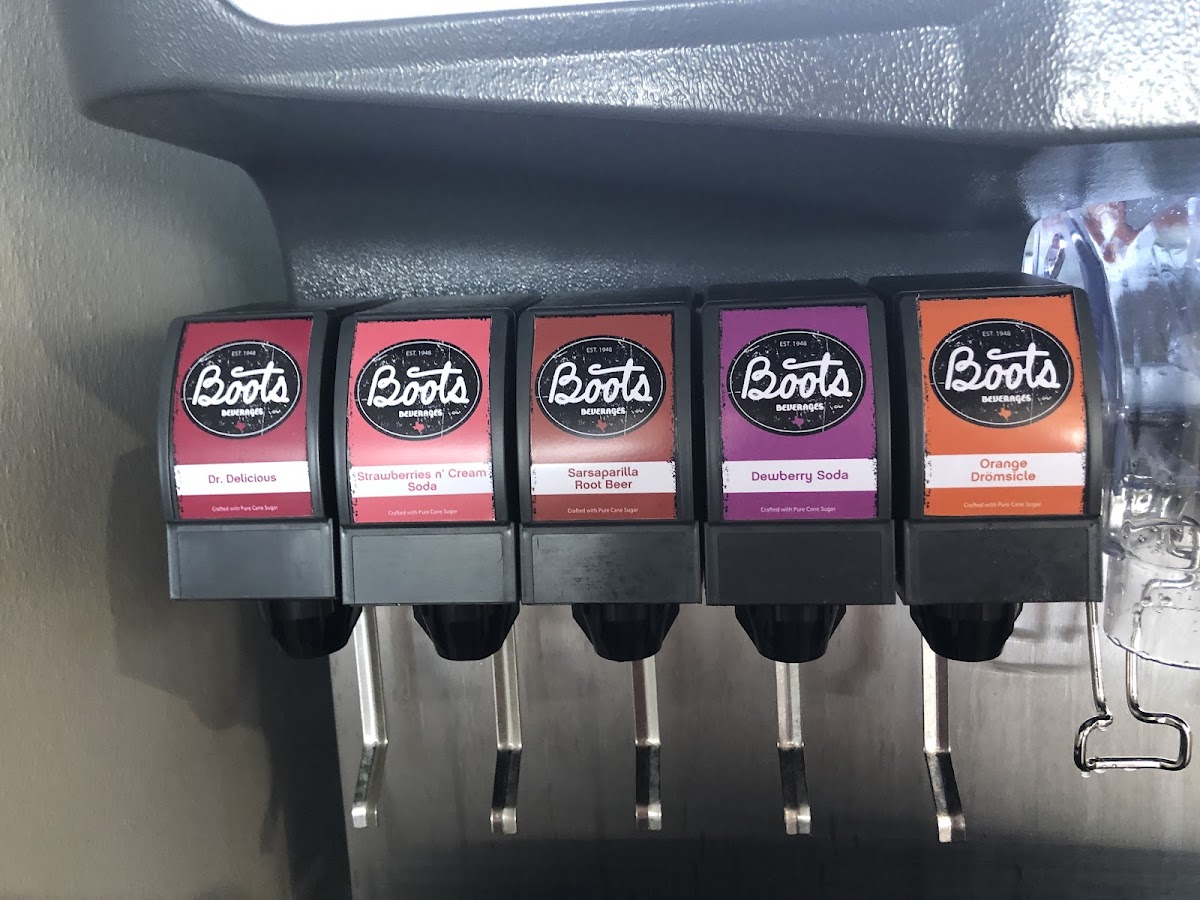 EST. 1948
Boots
BEVERAGES
Dr. Delicious
Crafted with Pure Cane Sugar
EST. 1948
Boots
BEVERAGES
Strawberries n' Cream
Soda
Crafted with Pure Cane Sugar
EST. 1948
Boots
BEVERAGES
Sarsaparilla
Root Beer
Crafted with Pure Cane Sugar
EST. 1948
Boots
BEVERAGES
Dewberry Soda
Crafted with Pure Cane Sugar
EST. 1948
Boots
BEVERAGES
Orange
Drömsicle
Crafted with Pure Cane Sugar